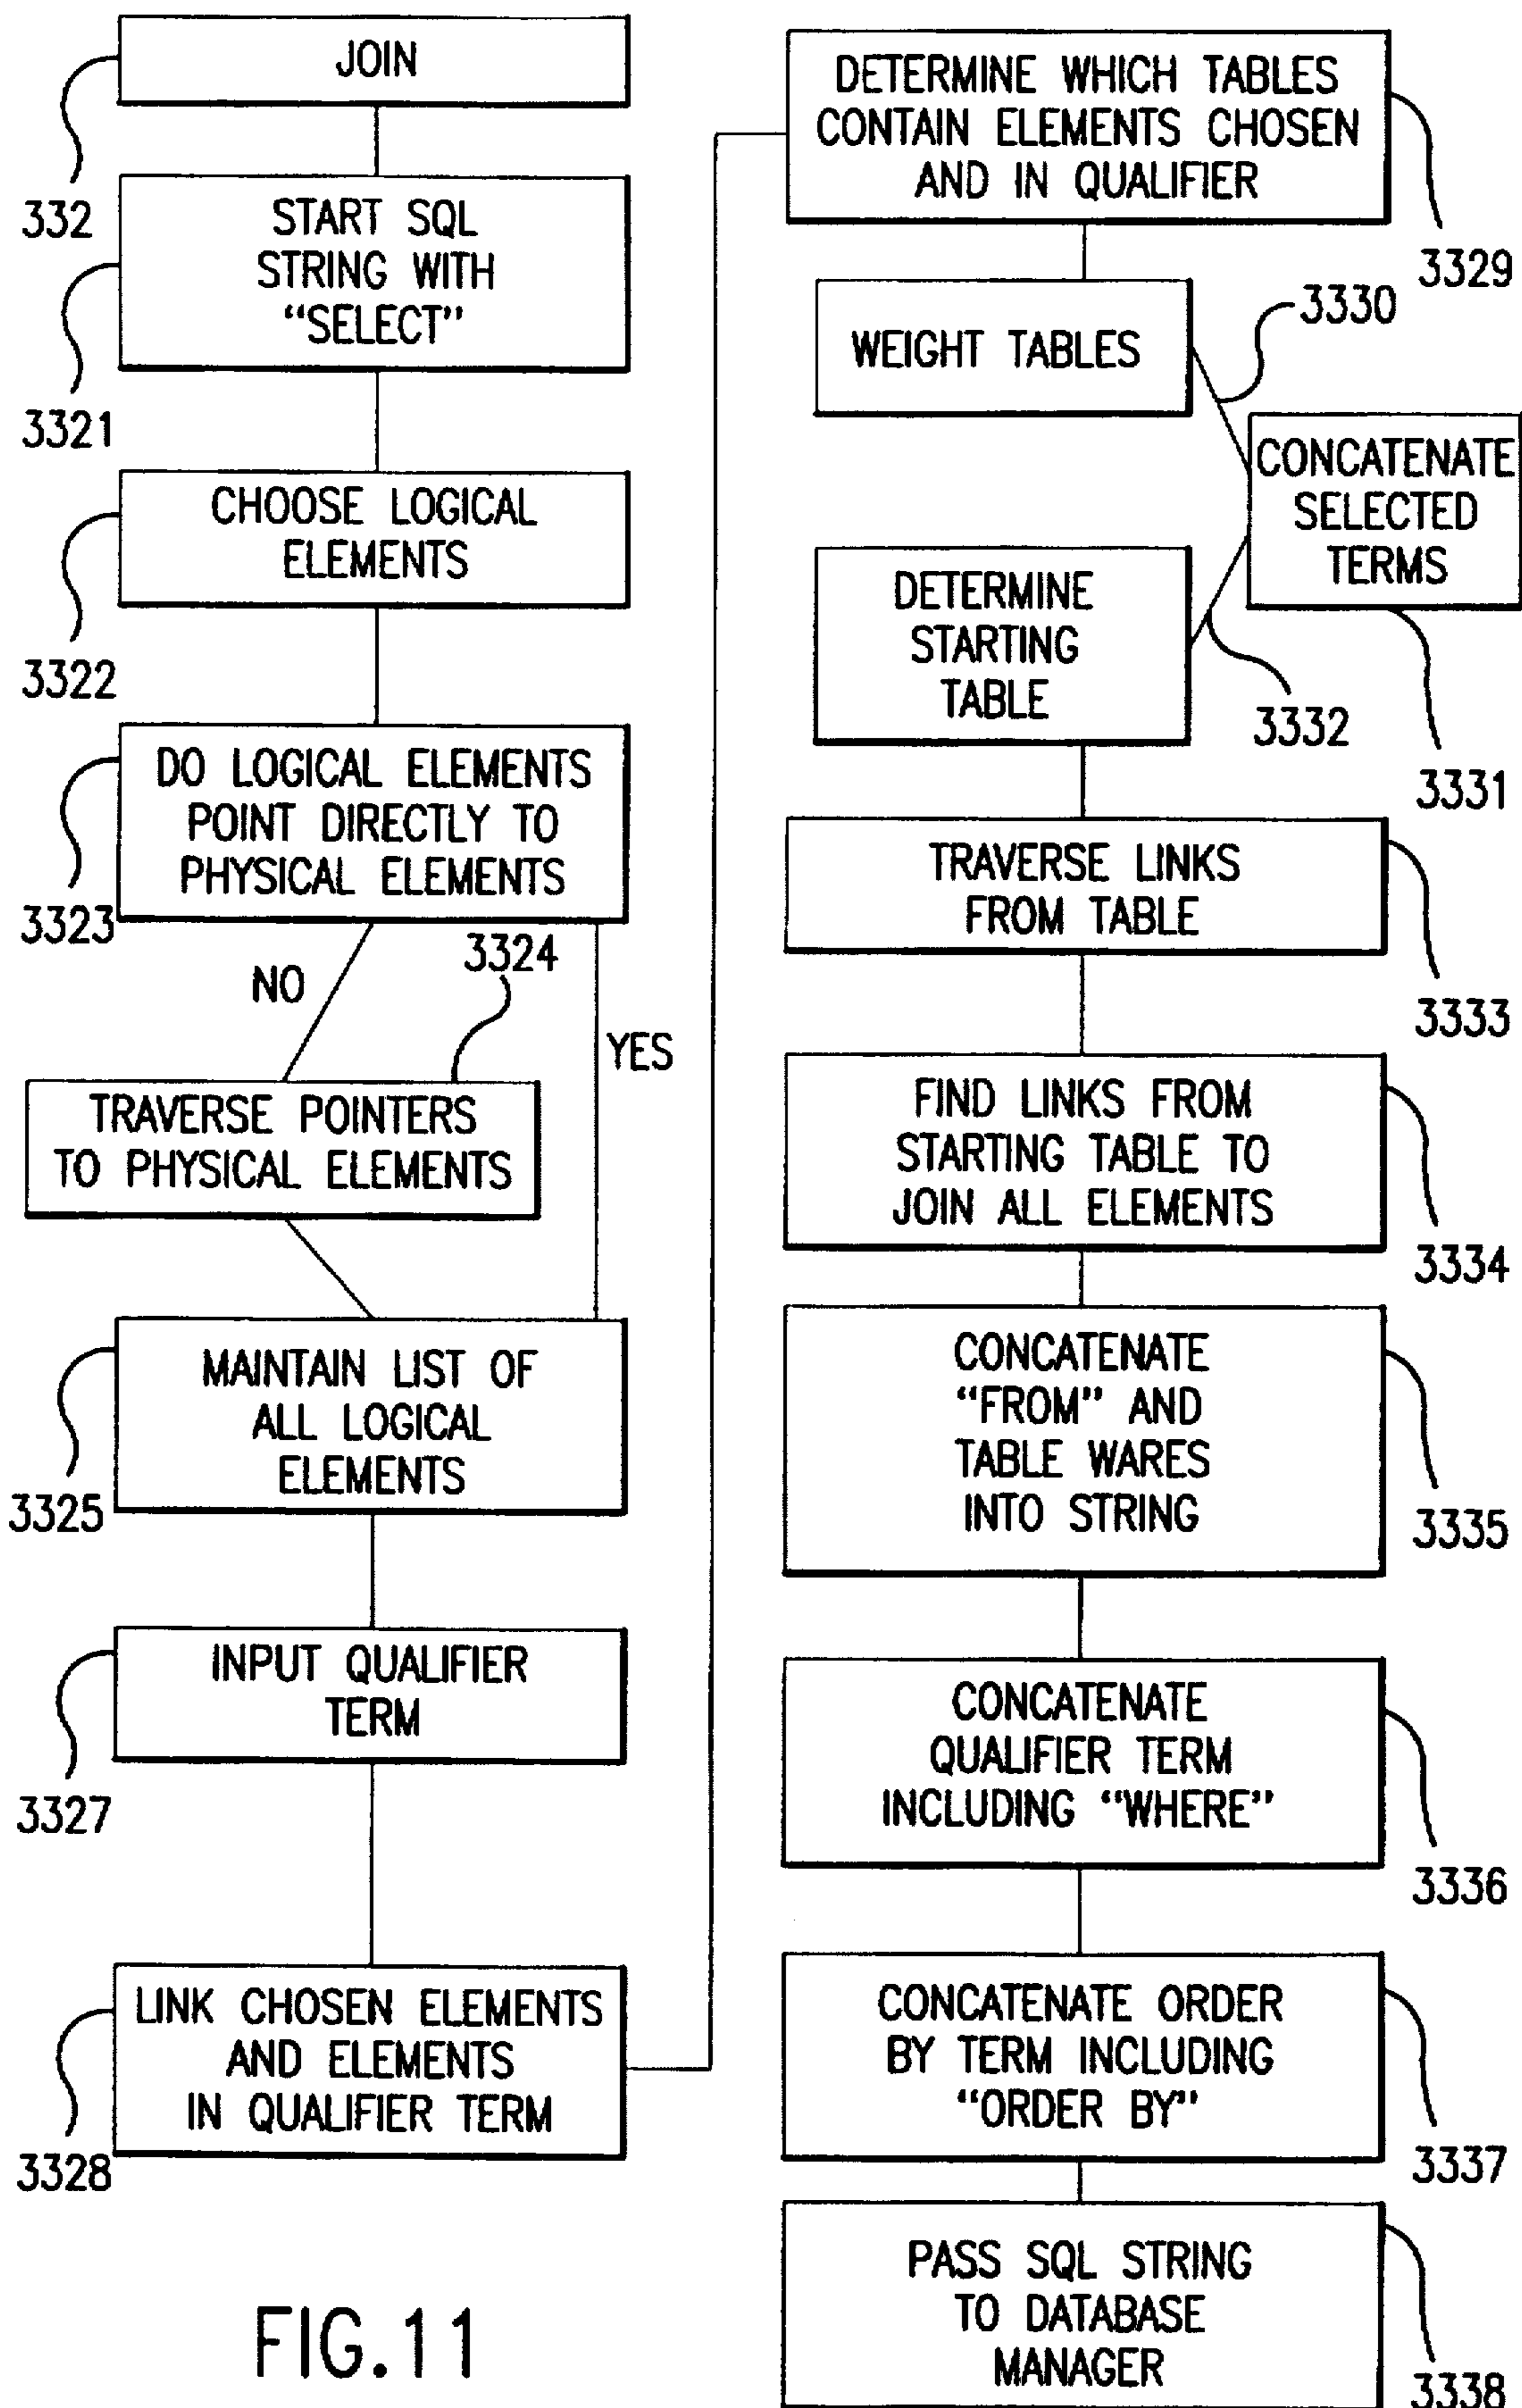 JOIN
332
START SQL
STRING WITH
“SELECT”
3321
CHOOSE LOGICAL
ELEMENTS
3322
DO LOGICAL ELEMENTS
POINT DIRECTLY TO
PHYSICAL ELEMENTS
3323
NO
3324
YES
TRAVERSE POINTERS
TO PHYSICAL ELEMENTS
MAINTAIN LIST OF
ALL LOGICAL
ELEMENTS
3325
INPUT QUALIFIER
TERM
3327
LINK CHOSEN ELEMENTS
AND ELEMENTS
IN QUALIFIER TERM
3328
DETERMINE WHICH TABLES
CONTAIN ELEMENTS CHOSEN
AND IN QUALIFIER
3329
WEIGHT TABLES
3330
CONCATENATE
SELECTED
TERMS
3331
DETERMINE
STARTING
TABLE
3332
TRAVERSE LINKS
FROM TABLE
3333
FIND LINKS FROM
STARTING TABLE TO
JOIN ALL ELEMENTS
3334
CONCATENATE
“FROM” AND
TABLE WARES
INTO STRING
3335
CONCATENATE
QUALIFIER TERM
INCLUDING “WHERE”
3336
CONCATENATE ORDER
BY TERM INCLUDING
“ORDER BY”
3337
PASS SQL STRING
TO DATABASE
MANAGER
3338
FIG.11